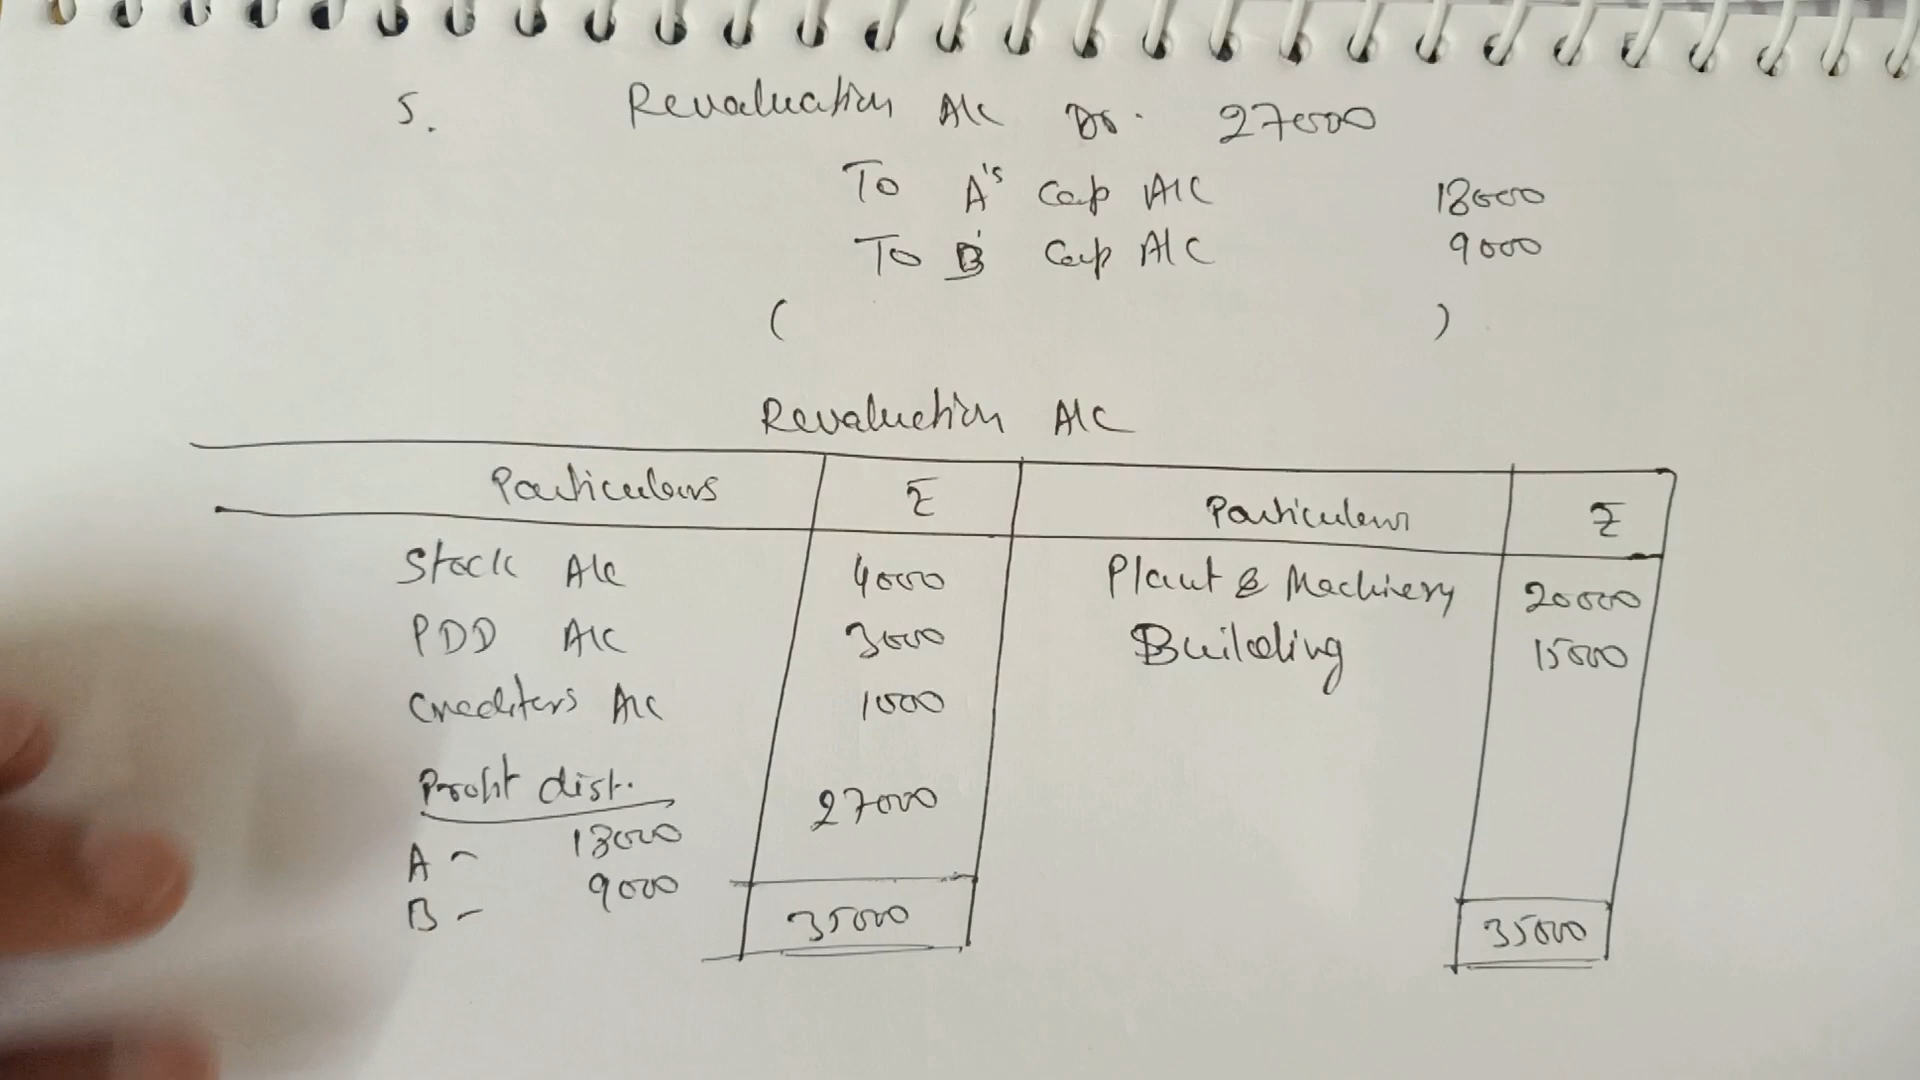 5. Revaluation A/c Dr. 27000
To A's Cap A/C 18000
To B' Cap A/C 9000
( )
Revaluation A/C
Particulars ₹ Particulars ₹
Stock A/c 4000 Plant & Machinery 20000
PDD A/c 3000 Building 15000
Creditors A/c 1000
Profit dist. 27000
A - 18000
B - 9000
35000 35000